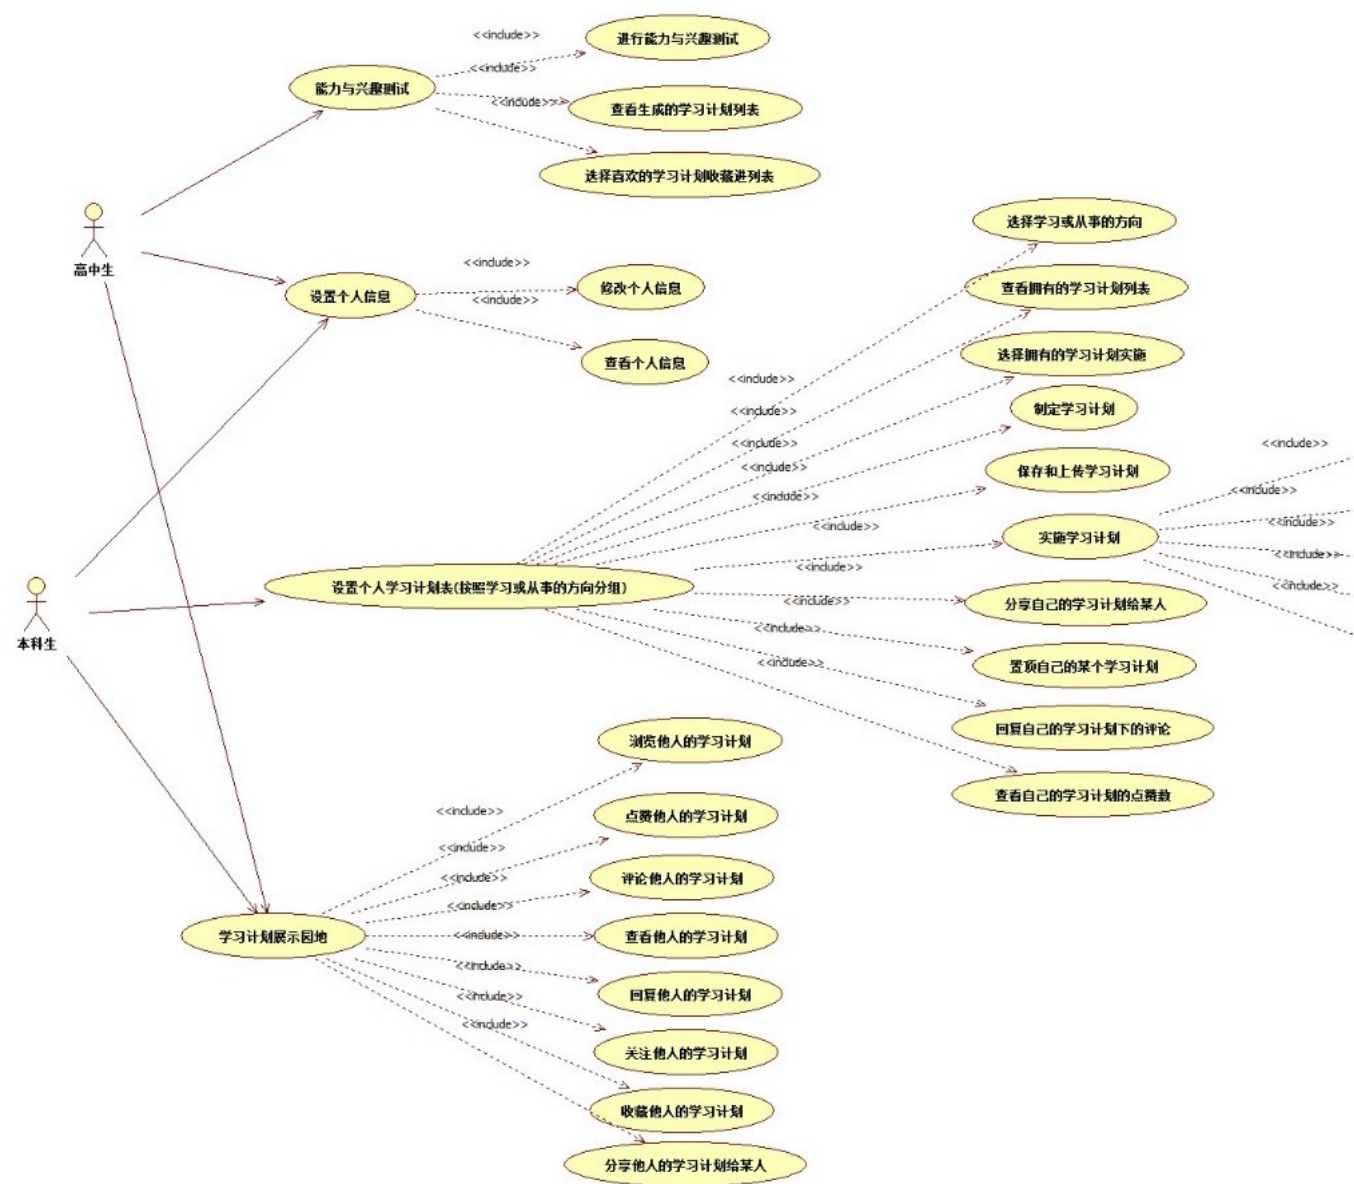 <<include>>
进行能力与兴趣测试
<<include>>
能力与兴趣测试
<<include>>
查看生成的学习计划列表
选择喜欢的学习计划收藏进列表
选择学习或从事的方向
高中生
<<include>>
设置个人信息
修改个人信息
<<include>>
查看拥有的学习计划列表
查看个人信息
选择拥有的学习计划实施
<<include>>
制定学习计划
<<include>>
<<include>>
<<include>>
<<include>>
保存和上传学习计划
<<include>>
<<include>>
<<include>>
<<include>>
实施学习计划
<<include>>
<<include>>
<<include>>
<<include>>
设置个人学习计划表(按照学习或从事的方向分组)
<<include>>
分享自己的学习计划给某人
本科生
<<include>>
<<include>>
置顶自己的某个学习计划
回复自己的学习计划下的评论
浏览他人的学习计划
查看自己的学习计划的点赞数
<<include>>
点赞他人的学习计划
<<include>>
<<include>>
评论他人的学习计划
<<include>>
学习计划展示园地
<<include>>
查看他人的学习计划
<<include>>
回复他人的学习计划
<<include>>
<<include>>
关注他人的学习计划
收藏他人的学习计划
分享他人的学习计划给某人